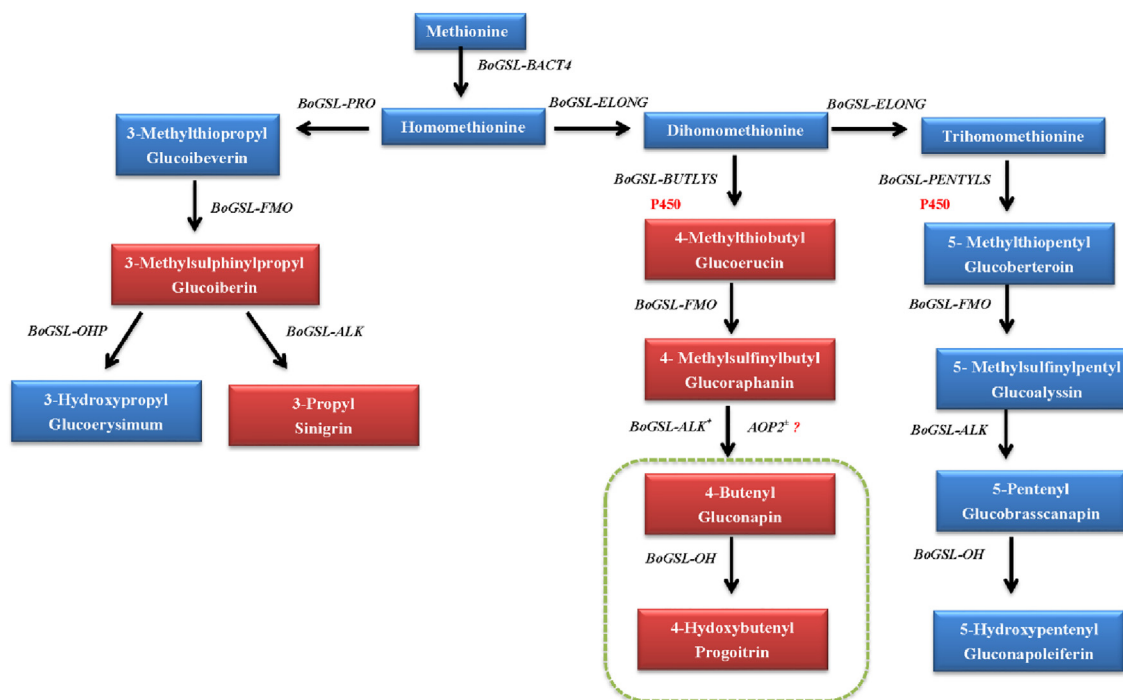 Methionine
BoGSL-BACT4
BoGSL-PRO
Homomethionine
BoGSL-ELONG
Dihomomethionine
BoGSL-ELONG
Trihomomethionine
3-Methylthiopropyl
Glucoibeverin
BoGSL-FMO
3-Methylsulphinylpropyl
Glucoiberin
BoGSL-OHP
BoGSL-ALK
3-Hydroxypropyl
Glucoerysimum
3-Propyl
Sinigrin
BoGSL-BUTLYS
P450
4-Methylthiobutyl
Glucoerucin
BoGSL-FMO
4- Methylsulfinylbutyl
Glucoraphanin
BoGSL-ALK⁺ AOP2± ?
4-Butenyl
Gluconapin
BoGSL-OH
4-Hydoxybutenyl
Progoitrin
BoGSL-PENTYLS
P450
5- Methylthiopentyl
Glucoberteroin
BoGSL-FMO
5- Methylsulfinylpentyl
Glucoalyssin
BoGSL-ALK
5-Pentenyl
Glucobrasscanapin
BoGSL-OH
5-Hydroxypentenyl
Gluconapoleiferin